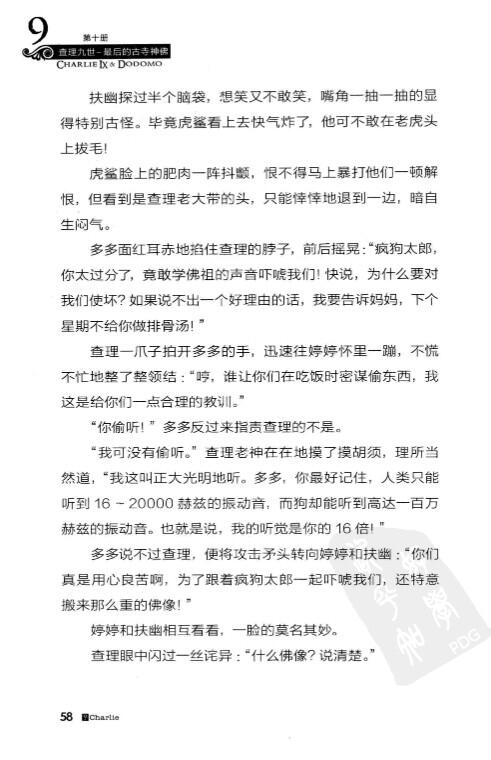 9
第十册
查理九世-最后的古寺神佛
CHARLIE IX & DODOMO
扶幽探过半个脑袋，想笑又不敢笑，嘴角一抽一抽的显
得特别古怪。毕竟虎鲨看上去快气炸了，他可不敢在老虎头
上拔毛！
虎鲨脸上的肥肉一阵抖颤，恨不得马上暴打他们一顿解
恨，但看到是查理老大带的头，只能悻悻地退到一边，暗自
生闷气。
多多面红耳赤地掐住查理的脖子，前后摇晃：“疯狗太郎，
你太过分了，竟敢学佛祖的声音吓唬我们！快说，为什么要对
我们使坏？如果说不出一个好理由的话，我要告诉妈妈，下个
星期不给你做排骨汤！”
查理一爪子拍开多多的手，迅速往婷婷怀里一蹦，不慌
不忙地整了整领结：“哼，谁让你们在吃饭时密谋偷东西，我
这是给你们一点合理的教训。”
“你偷听！”多多反过来指责查理的不是。
“我可没有偷听。”查理老神在在地摸了摸胡须，理所当
然道，“我这叫正大光明地听。多多，你最好记住，人类只能
听到 16 ~ 20000 赫兹的振动音，而狗却能听到高达一百万
赫兹的振动音。也就是说，我的听觉是你的 16 倍！”
多多说不过查理，便将攻击矛头转向婷婷和扶幽：“你们
真是用心良苦啊，为了跟着疯狗太郎一起吓唬我们，还特意
搬来那么重的佛像！”
婷婷和扶幽相互看看，一脸的莫名其妙。
查理眼中闪过一丝诧异：“什么佛像？说清楚。”
PDG
58 Charlie